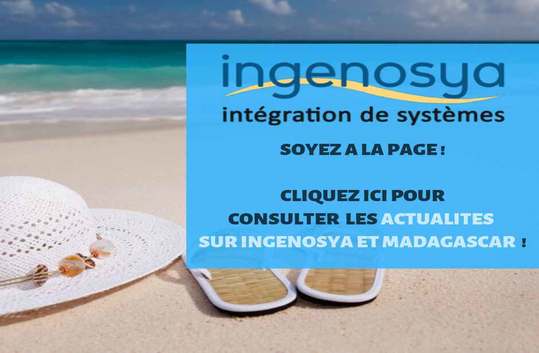 ingenosya
intégration de systèmes
SOYEZ A LA PAGE !
CLIQUEZ ICI POUR
CONSULTER LES ACTUALITES
SUR INGENOSYA ET MADAGASCAR !